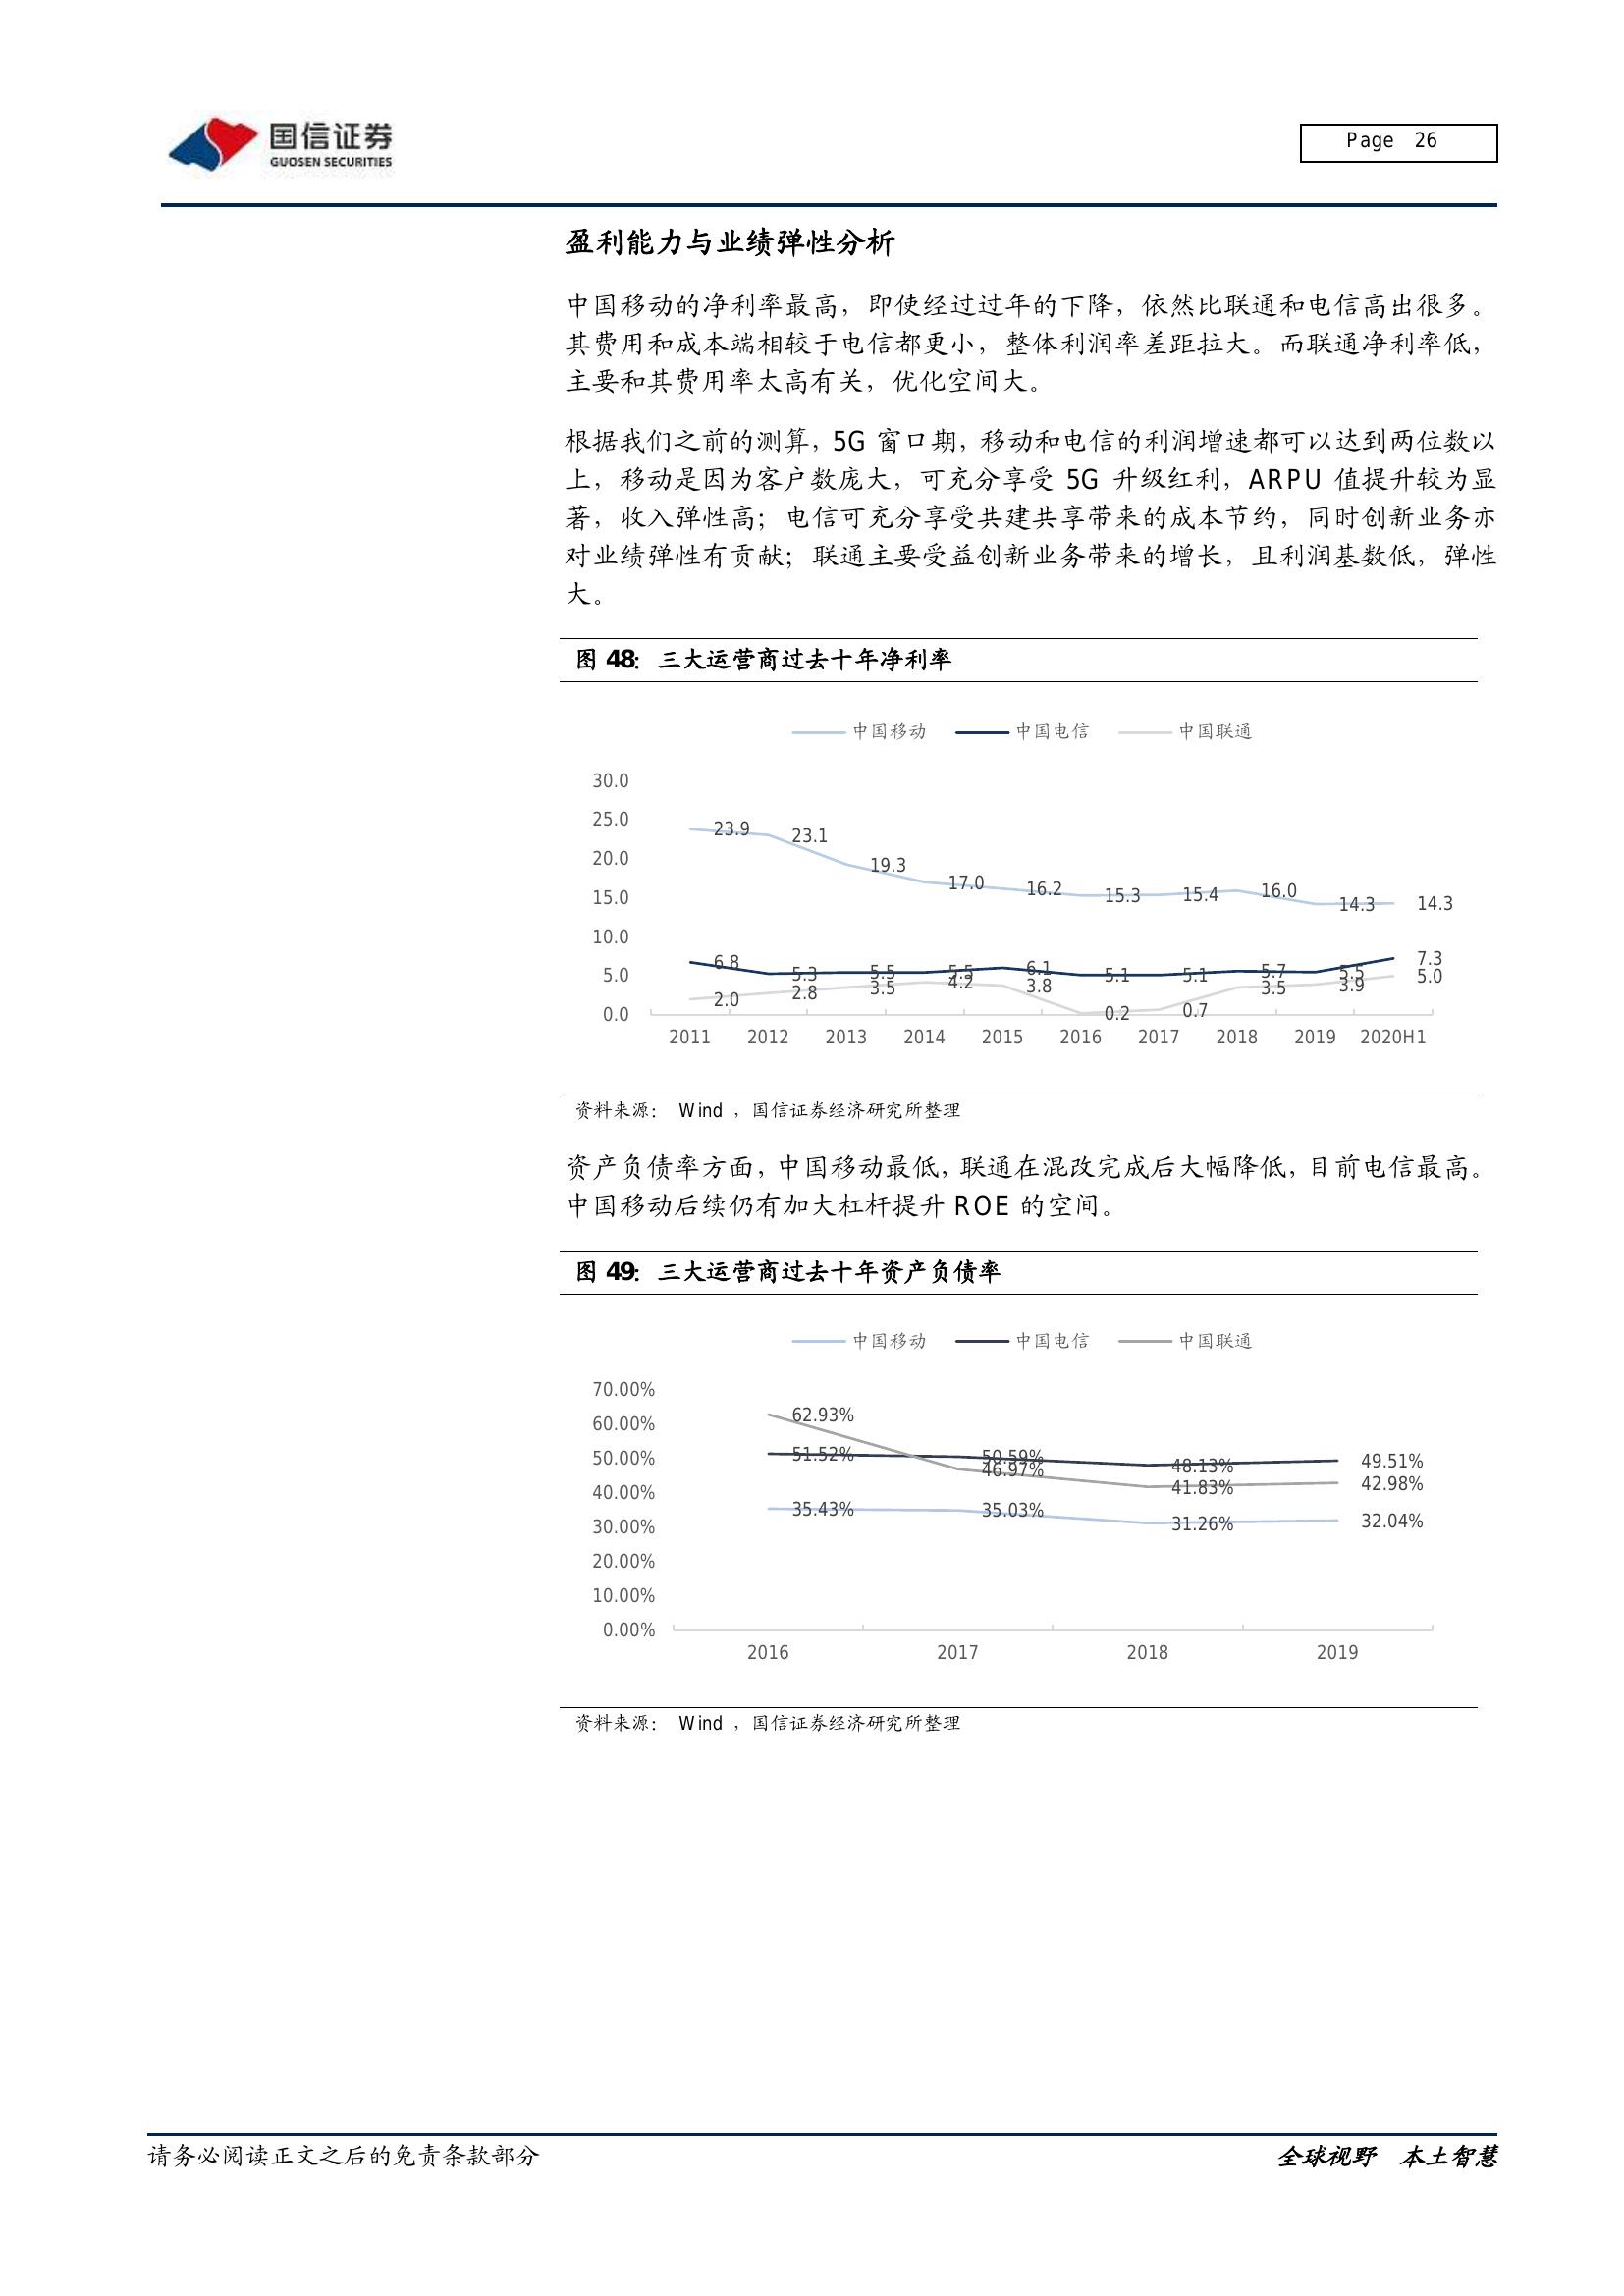 国信证券
GUOSEN SECURITIES
Page 26
盈利能力与业绩弹性分析
中国移动的净利率最高，即使经过过年的下降，依然比联通和电信高出很多。
其费用和成本端相较于电信都更小，整体利润率差距拉大。而联通净利率低，
主要和其费用率太高有关，优化空间大。
根据我们之前的测算，5G 窗口期，移动和电信的利润增速都可以达到两位数以
上，移动是因为客户数庞大，可充分享受 5G 升级红利，ARPU 值提升较为显
著，收入弹性高；电信可充分享受共建共享带来的成本节约，同时创新业务亦
对业绩弹性有贡献；联通主要受益创新业务带来的增长，且利润基数低，弹性
大。
图 48：三大运营商过去十年净利率
中国移动 中国电信 中国联通
30.0
25.0
20.0
15.0
10.0
5.0
0.0
23.9 23.1 19.3 17.0 16.2 15.3 15.4 16.0 14.3 14.3
6.8 5.3 5.5 5.5 6.1 5.1 5.1 5.7 5.5 7.3
2.0 2.8 3.5 4.2 3.8 0.2 0.7 3.5 3.9 5.0
2011 2012 2013 2014 2015 2016 2017 2018 2019 2020H1
资料来源： Wind ，国信证券经济研究所整理
资产负债率方面，中国移动最低，联通在混改完成后大幅降低，目前电信最高。
中国移动后续仍有加大杠杆提升 ROE 的空间。
图 49：三大运营商过去十年资产负债率
中国移动 中国电信 中国联通
70.00%
60.00%
50.00%
40.00%
30.00%
20.00%
10.00%
0.00%
62.93% 46.97% 41.83% 42.98%
51.52% 50.59% 48.13% 49.51%
35.43% 35.03% 31.26% 32.04%
2016 2017 2018 2019
资料来源： Wind ，国信证券经济研究所整理
请务必阅读正文之后的免责条款部分
全球视野 本土智慧